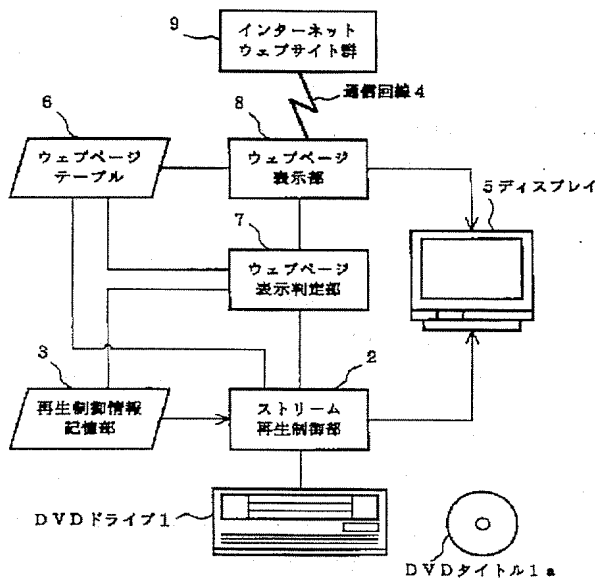 9
インターネット
ウェブサイト群
通信回線4
6
8
ウェブページ
テーブル
ウェブページ
表示部
5ディスプレイ
7
ウェブページ
表示判定部
3
2
再生制御情報
記憶部
ストリーム
再生制御部
DVDドライブ1
DVDタイトル1a